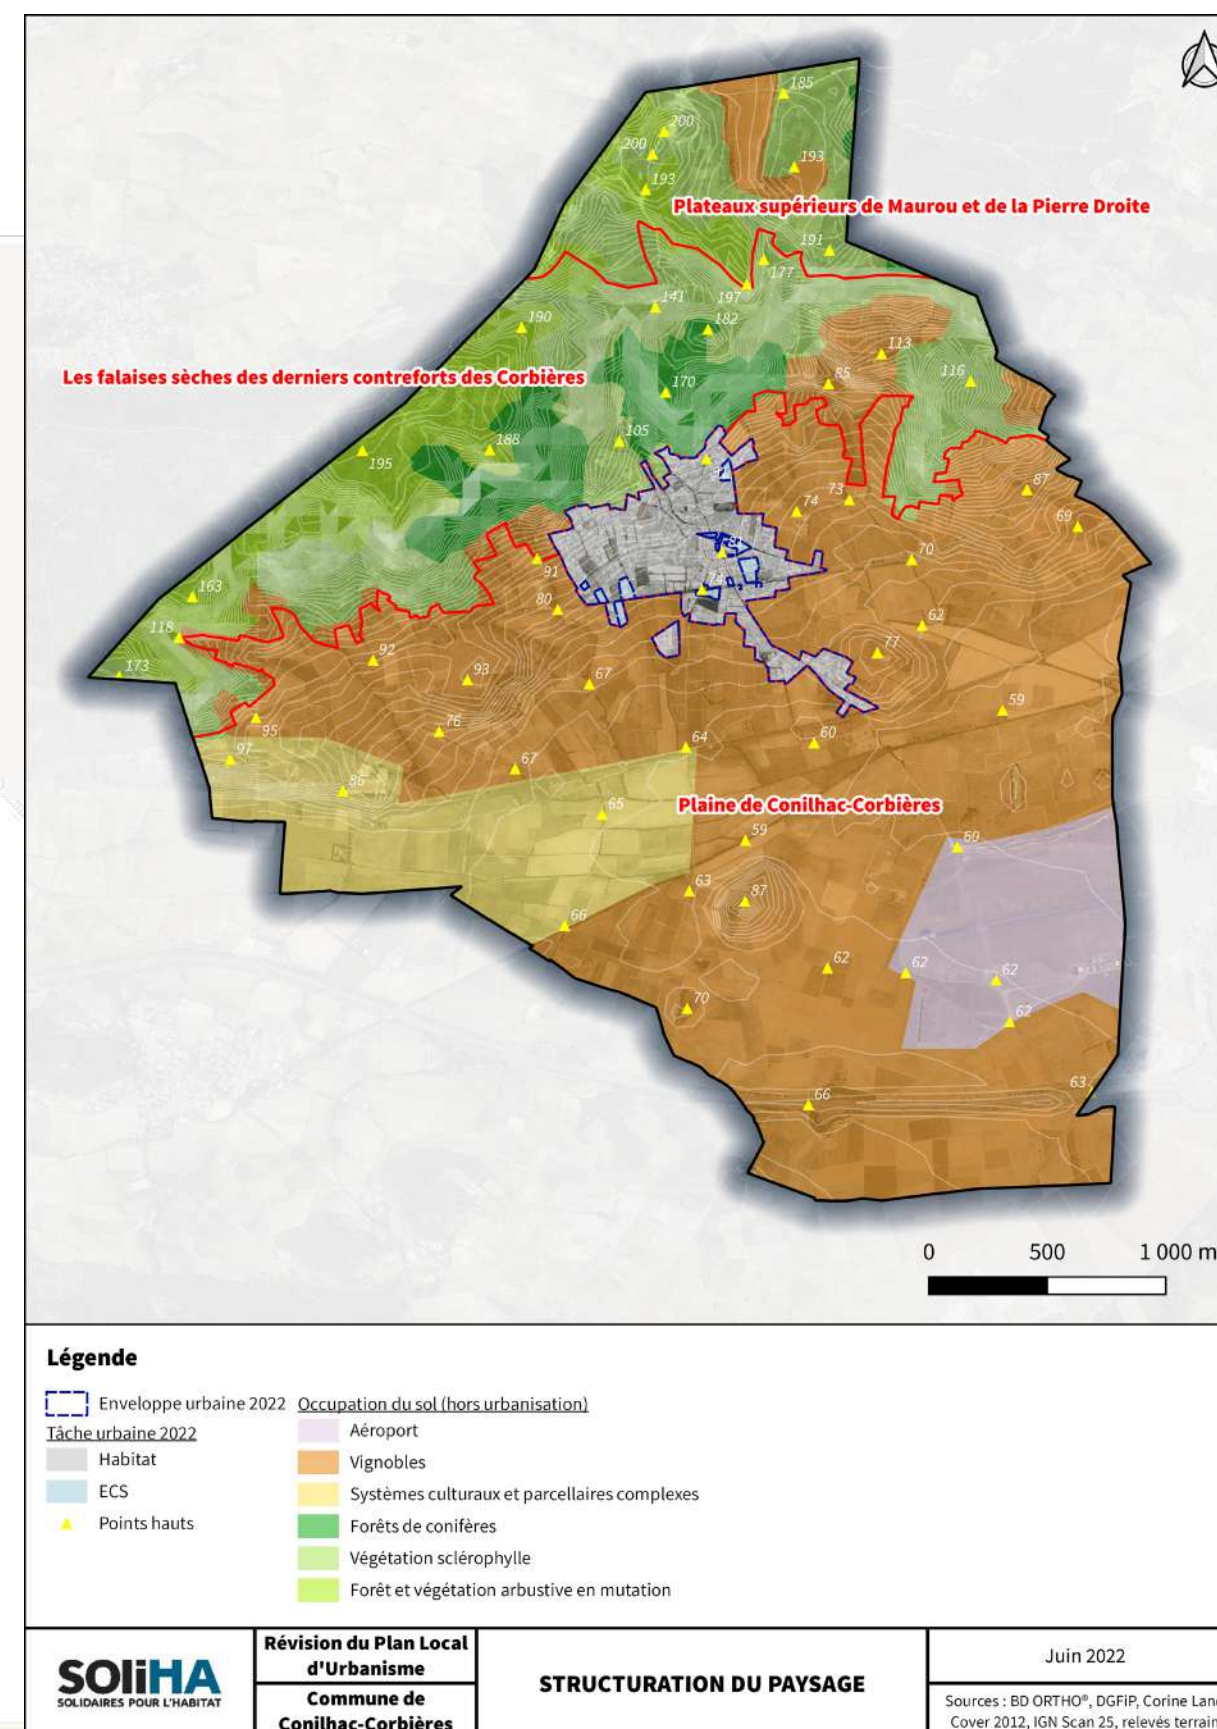 185
200
200
193
193
Plateaux supérieurs de Maurou et de la Pierre Droite
191
177
197
141
190
182
113
Les falaises sèches des derniers contreforts des Corbières
170
85
116
105
188
195
87
74
73
69
91
70
163
80
118
62
92
77
173
93
67
59
95
76
60
64
97
67
86
65
Plaine de Conilhac-Corbières
59
60
63
87
66
62
62
62
70
62
63
66
0 500 1 000 m
Légende
Enveloppe urbaine 2022
Tâche urbaine 2022
Habitat
ECS
Points hauts
Occupation du sol (hors urbanisation)
Aéroport
Vignobles
Systèmes culturaux et parcellaires complexes
Forêts de conifères
Végétation sclérophylle
Forêt et végétation arbustive en mutation
SOliHA
SOLIDAIRES POUR L'HABITAT
Révision du Plan Local
d'Urbanisme
Commune de
Conilhac-Corbières
STRUCTURATION DU PAYSAGE
Juin 2022
Sources : BD ORTHO®, DGFiP, Corine Land
Cover 2012, IGN Scan 25, relevés terrain